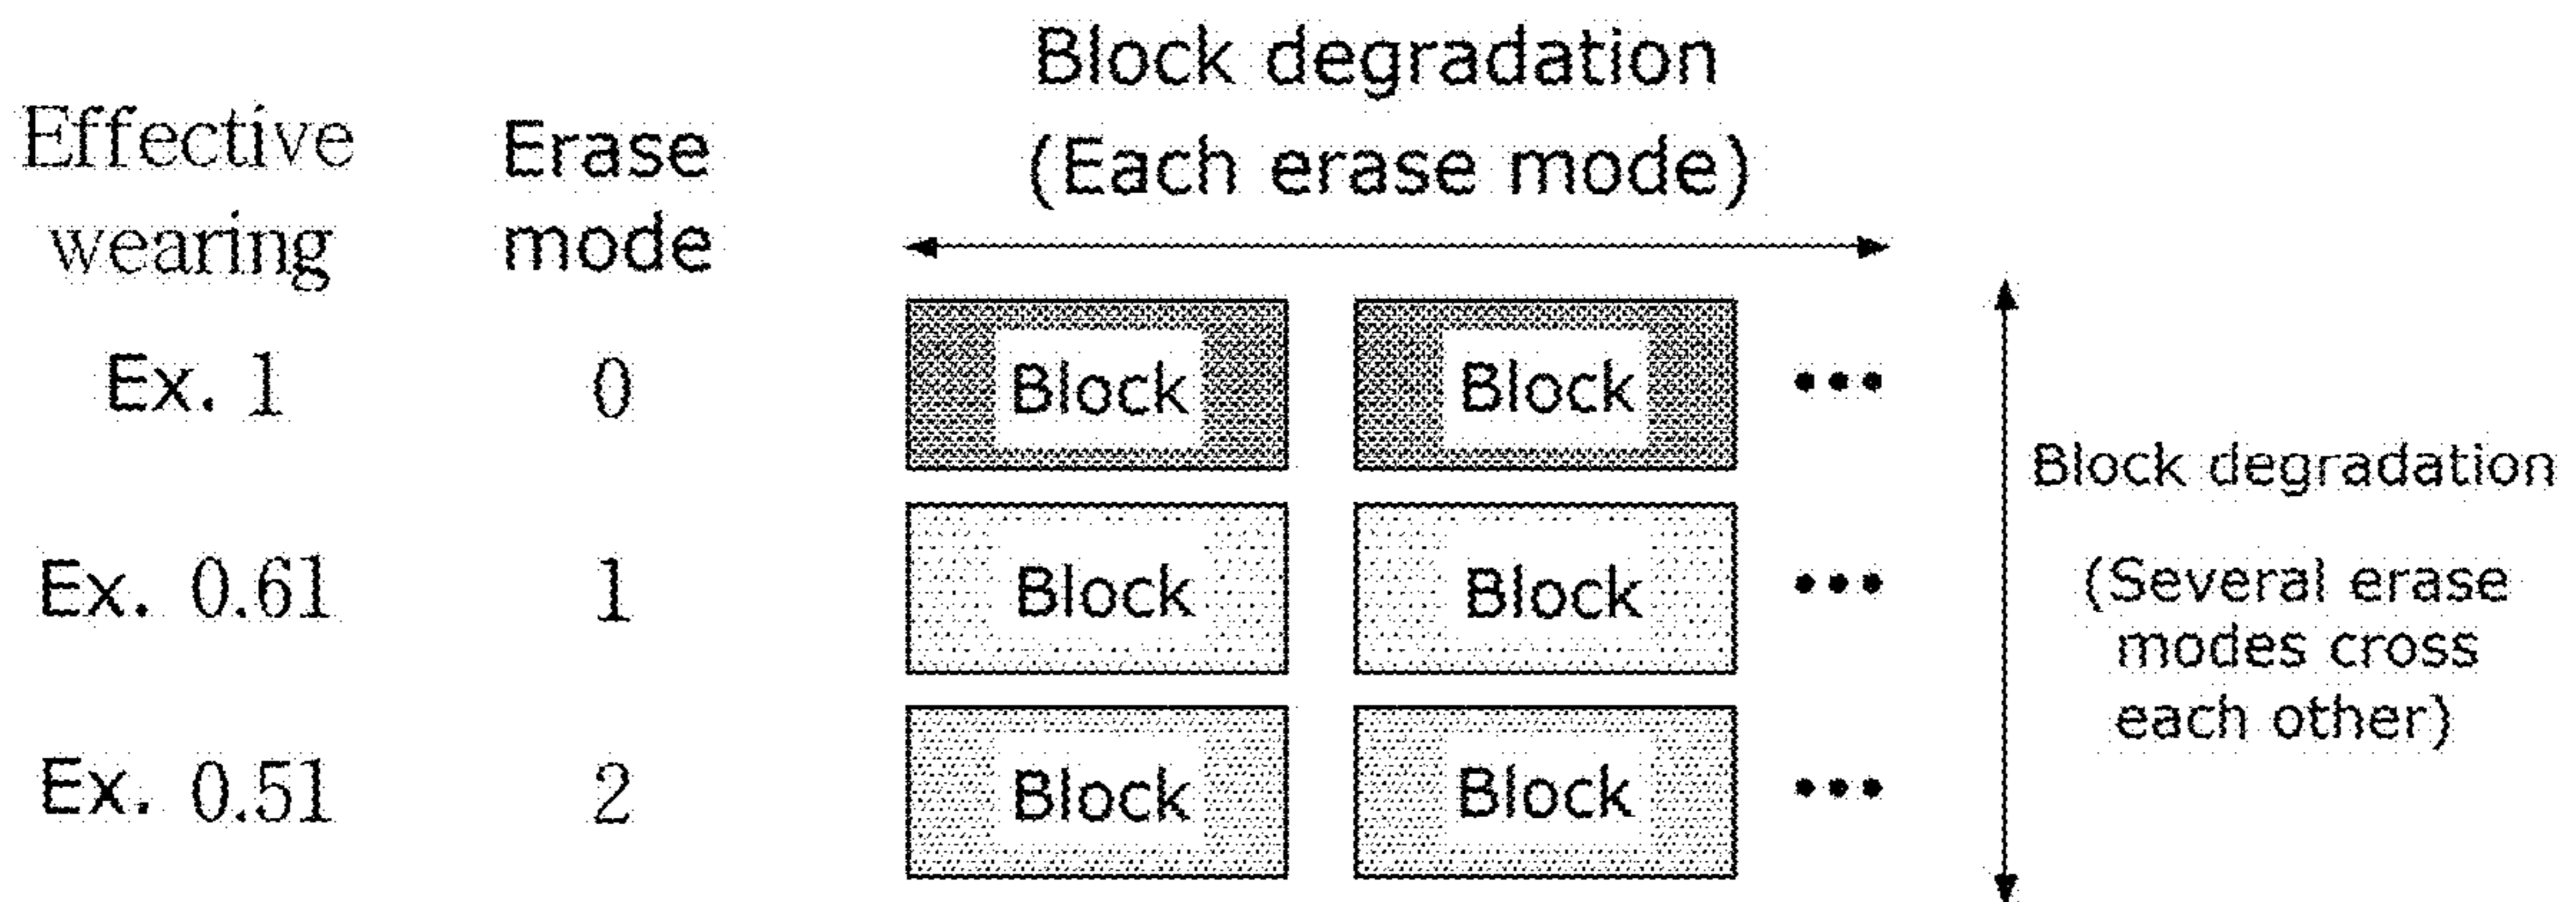 Block degradation
(Each erase mode)
Effective
wearing
Erase
mode
Ex. 1 0 Block Block •••
Ex. 0.61 1 Block Block •••
Ex. 0.51 2 Block Block •••
Block degradation
(Several erase
modes cross
each other)